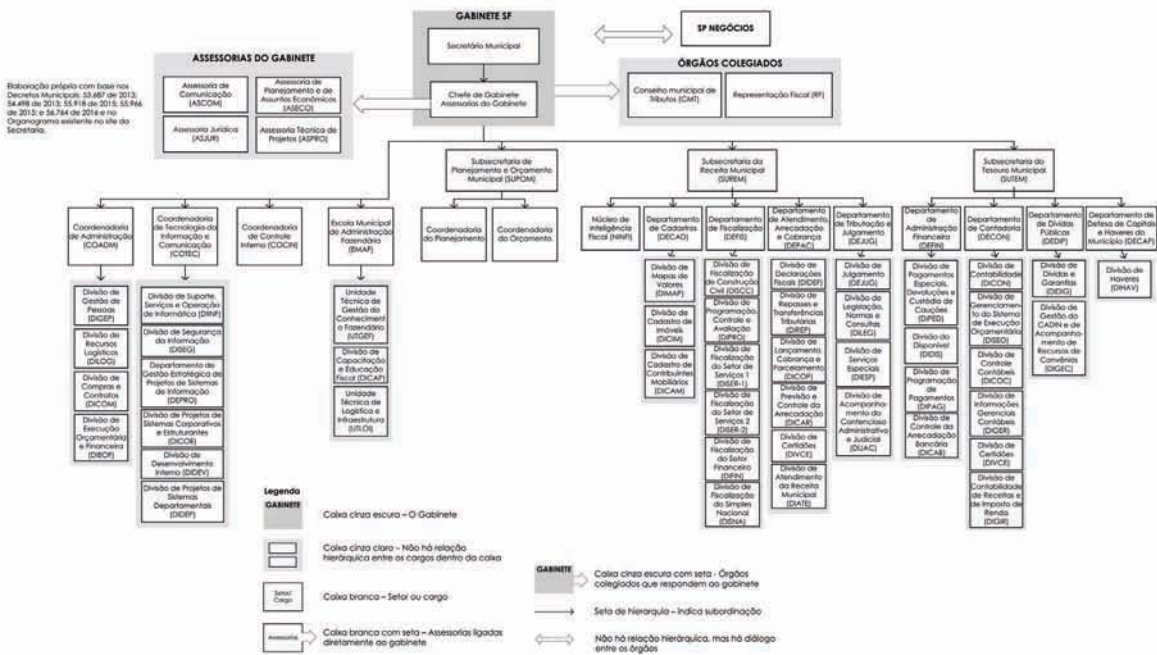 GABINETE SF
Secretário Municipal
Chefe de Gabinete
Assessorias do Gabinete
SP NEGÓCIOS
ASSESSORIAS DO GABINETE
Assessoria de
Comunicação
(ASCOM)
Assessoria de
Planejamento e de
Assuntos Econômicos
(ASECO)
Assessoria Jurídica
(ASJUR)
Assessoria Técnica de
Projetos (ASPRO)
ÓRGÃOS COLEGIADOS
Conselho municipal de
Tributos (CMT)
Representação Fiscal (RF)
Elaboração própria com base nos
Decretos Municipais: 53.687 de 2013;
54.498 de 2013; 55.918 de 2015; 55.966
de 2015; e 56.764 de 2016 e no
Organograma existente no site da
Secretaria.
Subsecretaria de
Planejamento e Orçamento
Municipal (SUPOM)
Subsecretaria da
Receita Municipal
(SUREM)
Subsecretaria do
Tesouro Municipal
(SUTEM)
Coordenadoria
de Administração
(COADM)
Coordenadoria
de Tecnologia da
Informação e
Comunicação
(COTEC)
Coordenadoria
de Controle
Interno (COCIN)
Escola Municipal
de Administração
Fazendária
(EMAF)
Coordenadoria
do Planejamento
Coordenadoria
do Orçamento
Núcleo de
Inteligência
Fiscal (NINFI)
Departamento
de Cadastros
(DECAD)
Departamento
de Fiscalização
(DEFIS)
Departamento
de Atendimento,
Arrecadação e
Cobrança
(DEPAC)
Departamento
de Tributação e
Julgamento
(DEJUG)
Departamento
de
Administração
Financeira
(DEFIN)
Departamento
de Contadoria
(DECON)
Departamento
de Dívidas
Públicas
(DEDIP)
Departamento
de Defesa de
Capitais e
Haveres do
Município (DECAP)
Divisão de
Gestão de
Pessoas (DIGEP)
Divisão de
Recursos
Logísticos
(DILOG)
Divisão de
Compras e
Contratos
(DICOM)
Divisão de
Execução
Orçamentária
e Financeira
(DIEOF)
Divisão de Suporte,
Serviços e Operação
de Informática (DIINF)
Divisão de Segurança
da Informação
(DISEG)
Departamento de
Gestão Estratégica de
Projetos de Sistemas
de Informação
(DEPRO)
Divisão de Projetos de
Sistemas Corporativos
e Estruturantes
(DICOR)
Divisão de
Desenvolvimento
Interno (DIDEV)
Divisão de Projetos de
Sistemas
Departamentais
(DIDEP)
Unidade
Técnica de
Gestão do
Conhecimento
Fazendário
(UTGEF)
Divisão de
Capacitação
e Educação
Fiscal (DICAP)
Unidade
Técnica de
Logística e
Infraestrutura
(UTLOI)
Divisão de
Mapas de
Valores
(DIMAP)
Divisão de
Cadastro de
Imóveis
(DICIM)
Divisão de
Cadastro de
Contribuintes
Mobiliários
(DICAM)
Divisão de
Fiscalização
de Construção
Civil (DISCC)
Divisão de
Programação,
Controle e
Avaliação
(DIPRO)
Divisão de
Fiscalização
do Setor de
Serviços 1
(DISER-1)
Divisão de
Fiscalização
do Setor de
Serviços 2
(DISER-2)
Divisão de
Fiscalização
do Setor
Financeiro
(DIFIN)
Divisão de
Fiscalização
do Simples
Nacional
(DISNA)
Divisão de
Declarações
Fiscais (DIDEF)
Divisão de
Repasses e
Transferências
Tributárias
(DIREP)
Divisão de
Lançamento,
Cobrança e
Parcelamento
(DICOP)
Divisão de
Previsão e
Controle da
Arrecadação
(DICAR)
Divisão de
Certidões
(DIVCE)
Divisão de
Atendimento
da Receita
Municipal
(DIATE)
Divisão de
Julgamento
(DEJUG)
Divisão de
Legislação,
Normas e
Consultas
(DILEG)
Divisão de
Serviços
Especiais
(DIESP)
Divisão de
Acompanhamento
do Contencioso
Administrativo
e Judicial
(DIJAC)
Divisão de
Pagamentos
Especiais,
Devoluções e
Custódia de
Cauções
(DIPED)
Divisão do
Disponível
(DIDIS)
Divisão de
Programação
de
Pagamentos
(DIPAG)
Divisão de
Controle da
Arrecadação
Bancária
(DICAB)
Divisão de
Contabilidade
(DICON)
Divisão de
Gerenciamento
do Sistema de
Execução
Orçamentária
(DISEO)
Divisão de
Controle
Contábeis
(DICOC)
Divisão de
Informações
Gerenciais
Contábeis
(DIGER)
Divisão de
Certidões
(DIVCE)
Divisão de
Contabilidade
de Receitas e
de Imposto de
Renda
(DIGIR)
Divisão de
Dívidas e
Garantias
(DIDIG)
Divisão de
Gestão do
CADIN e de
Acompanhamento
de Recursos de
Convênios
(DIGEC)
Divisão de
Haveres
(DIHAV)
Legenda
GABINETE
Caixa cinza escura – O Gabinete
Caixa cinza claro – Não há relação
hierárquica entre os cargos dentro da caixa
Setor/
Cargo
Caixa branca – Setor ou cargo
Assessorias
Caixa branca com seta – Assessorias ligadas
diretamente ao gabinete
GABINETE
Caixa cinza escura com seta - Órgãos
colegiados que respondem ao gabinete
Seta de hierarquia – indica subordinação
Não há relação hierárquica, mas há diálogo
entre os órgãos